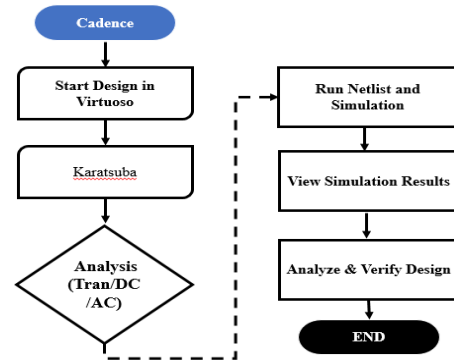 Cadence
Start Design in
Virtuoso
Karatsuba
Analysis
(Tran/DC
/AC)
Run Netlist and
Simulation
View Simulation Results
Analyze & Verify Design
END